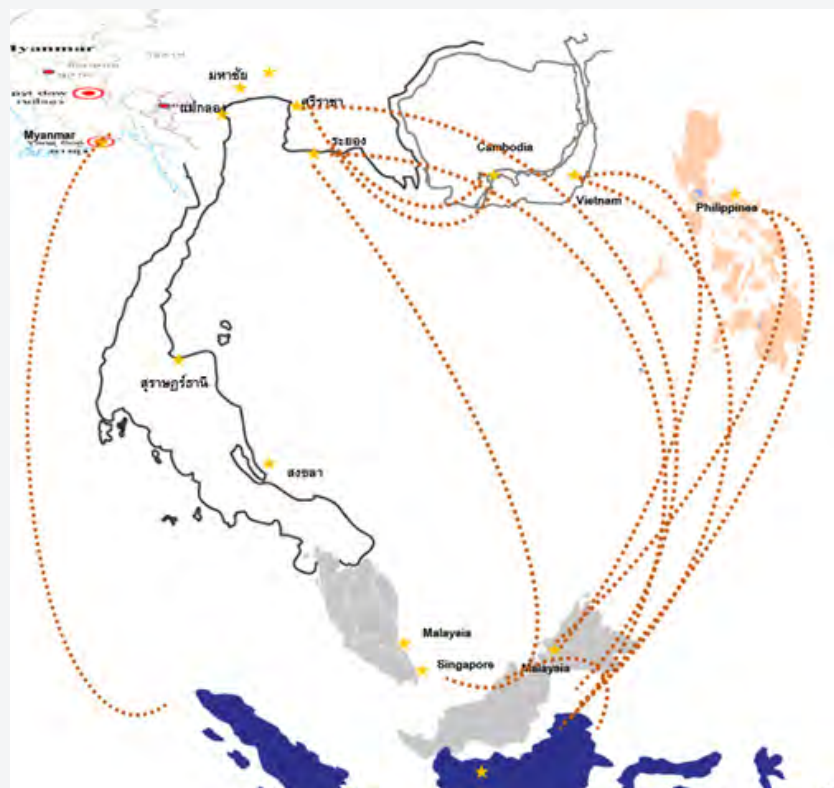 Myanmar
มหาชัย
แม่กลอง
ศรีราชา
Myanmar
ระยอง
Cambodia
Vietnam
Philippines
สุราษฎร์ธานี
สงขลา
Malaysia
Singapore
Malaysia